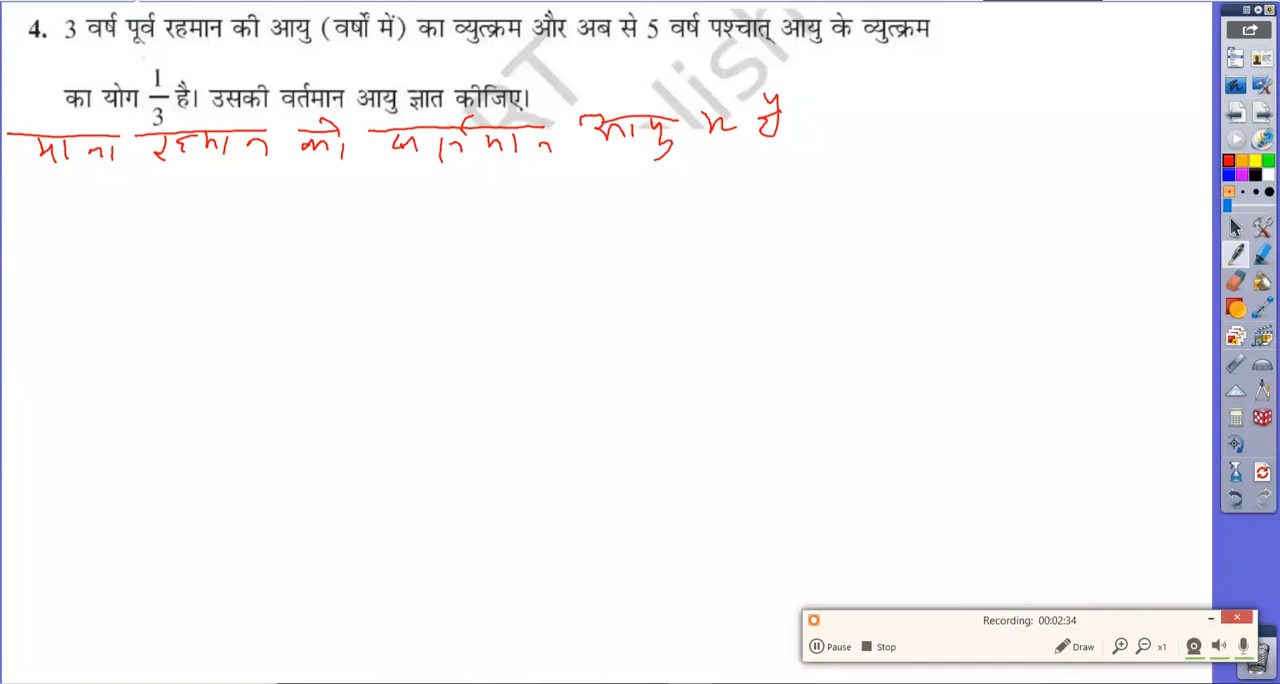 4. 3 वर्ष पूर्व रहमान की आयु (वर्षों में) का व्युत्क्रम और अब से 5 वर्ष पश्चात् आयु के व्युत्क्रम
का योग 1/3 है। उसकी वर्तमान आयु ज्ञात कीजिए।
माना रहमान की वर्तमान आयु x
Recording: 00:02:34
Pause Stop Draw x1